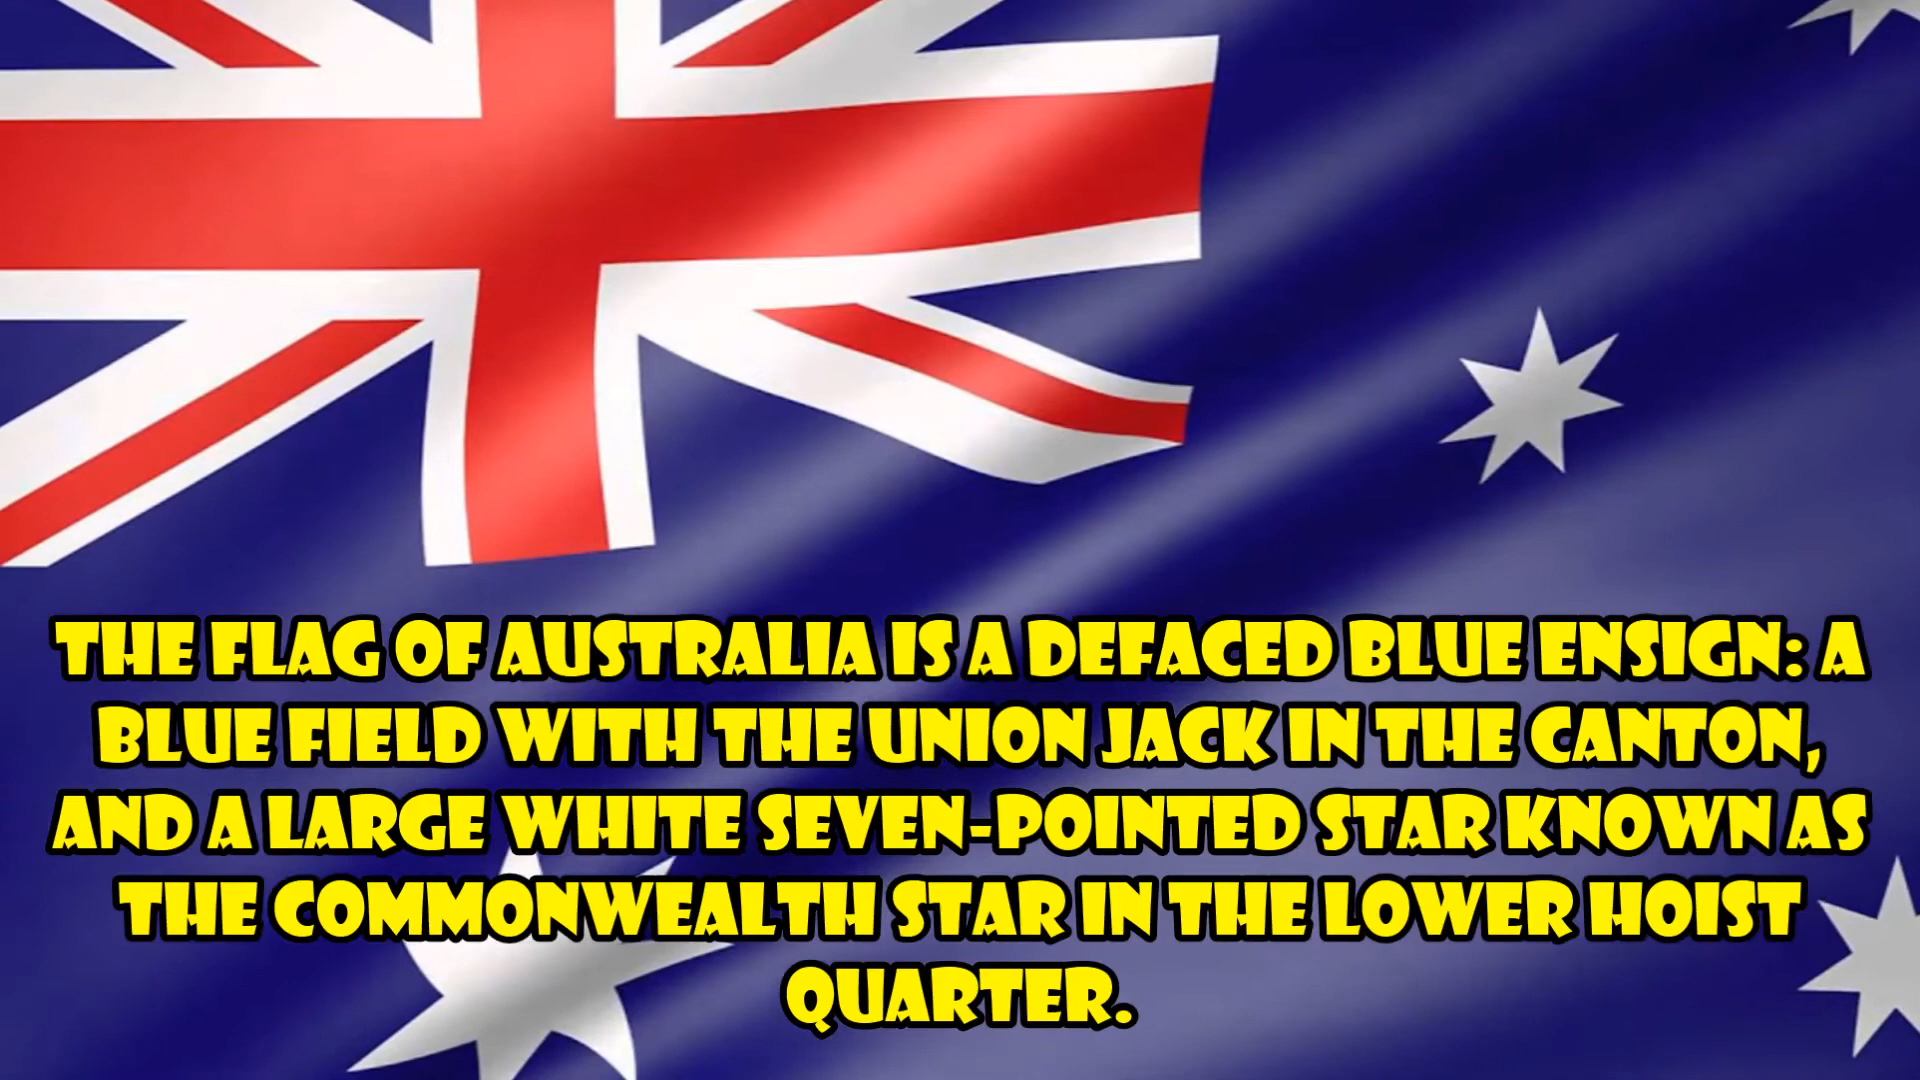 THE FLAG OF AUSTRALIA IS A DEFACED BLUE ENSIGN: A
BLUE FIELD WITH THE UNION JACK IN THE CANTON,
AND A LARGE WHITE SEVEN-POINTED STAR KNOWN AS
THE COMMONWEALTH STAR IN THE LOWER HOIST
QUARTER.